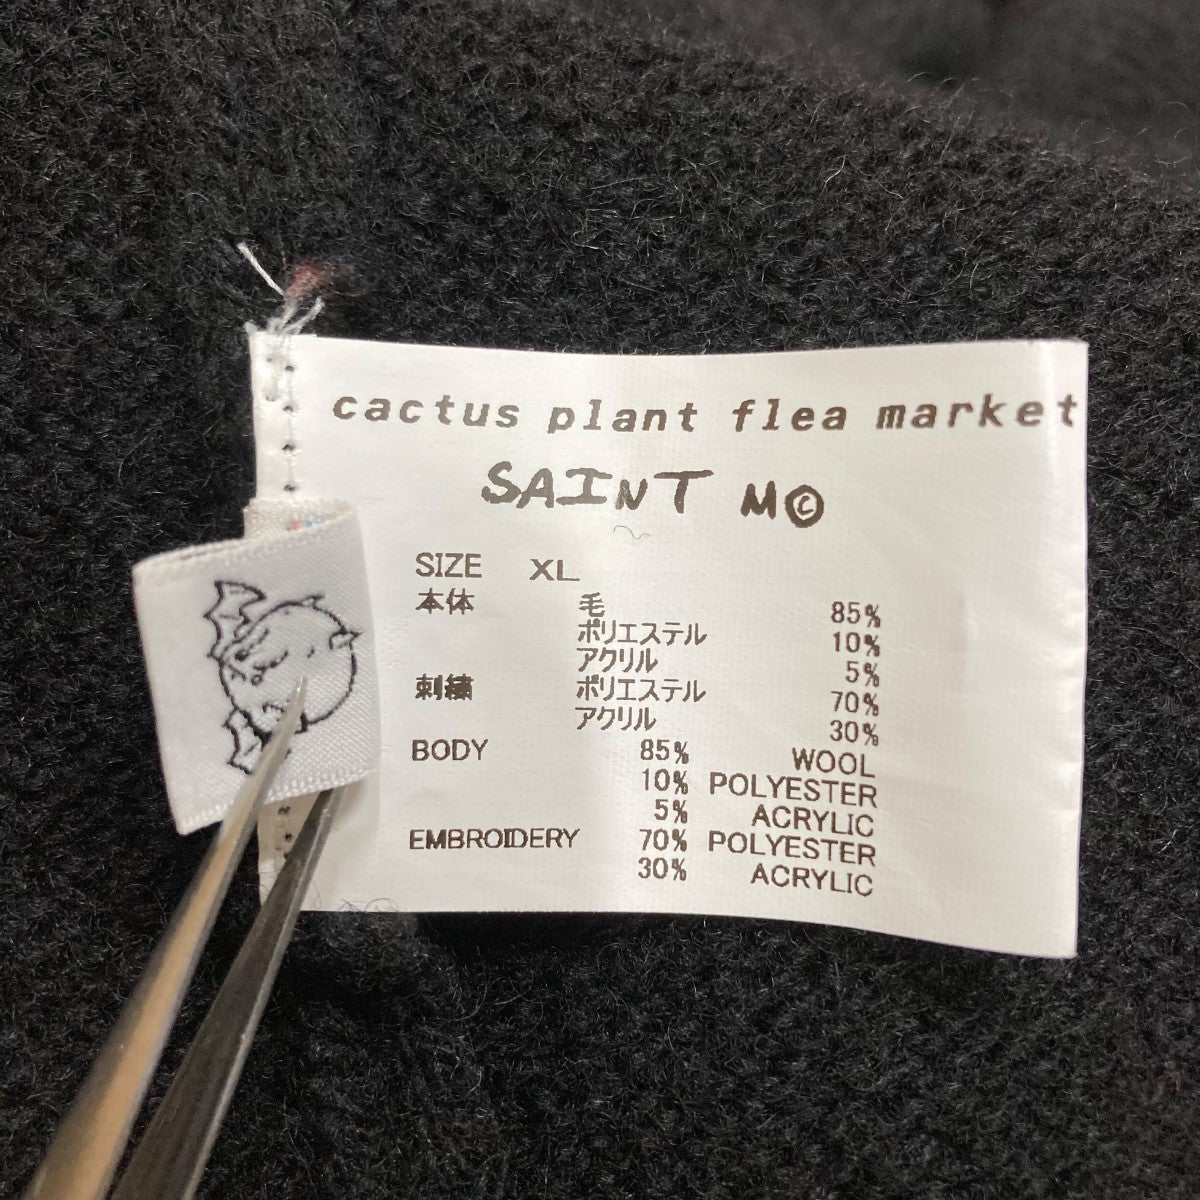 cactus plant flea market
SAINT M©
SIZE XL
本体 毛 85%
ポリエステル 10%
アクリル 5%
刺繍 ポリエステル 70%
アクリル 30%
BODY 85% WOOL
10% POLYESTER
5% ACRYLIC
EMBROIDERY 70% POLYESTER
30% ACRYLIC